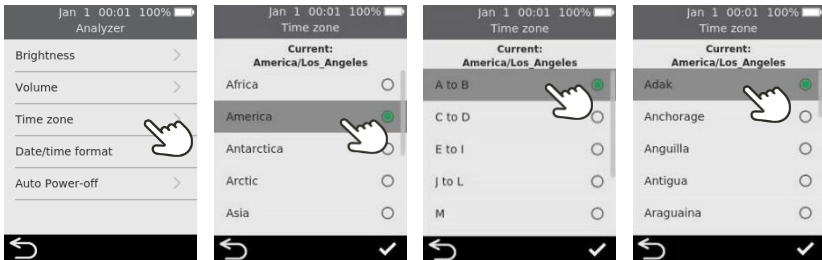 Jan 1 00:01 100%
Analyzer
Brightness
Volume
Time zone
Date/time format
Auto Power-off
Jan 1 00:01 100%
Time zone
Current:
America/Los_Angeles
Africa
America
Antarctica
Arctic
Asia
Jan 1 00:01 100%
Time zone
Current:
America/Los_Angeles
A to B
C to D
E to I
J to L
M
Jan 1 00:01 100%
Time zone
Current:
America/Los_Angeles
Adak
Anchorage
Anguilla
Antigua
Araguaina